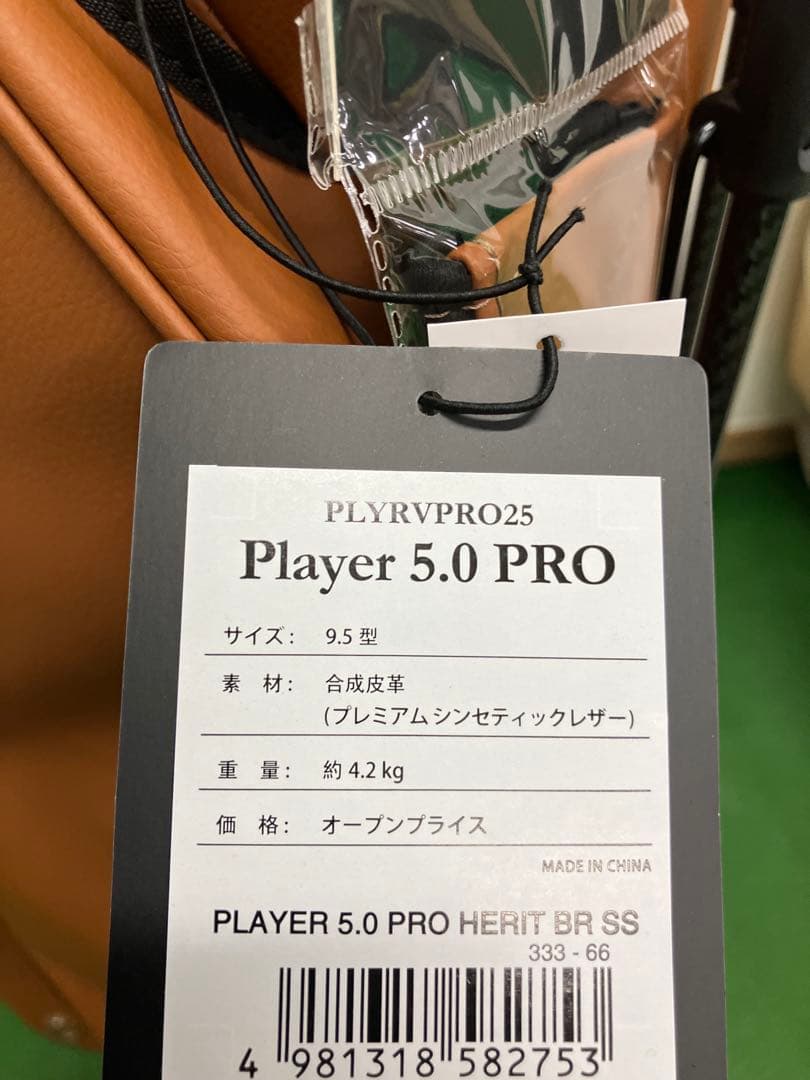 PLYRVPRO25
Player 5.0 PRO
サイズ: 9.5 型
素 材: 合成皮革
(プレミアムシンセティックレザー)
重 量: 約 4.2 kg
価 格: オープンプライス
MADE IN CHINA
PLAYER 5.0 PRO HERIT BR SS
333 - 66
4 981318 582753